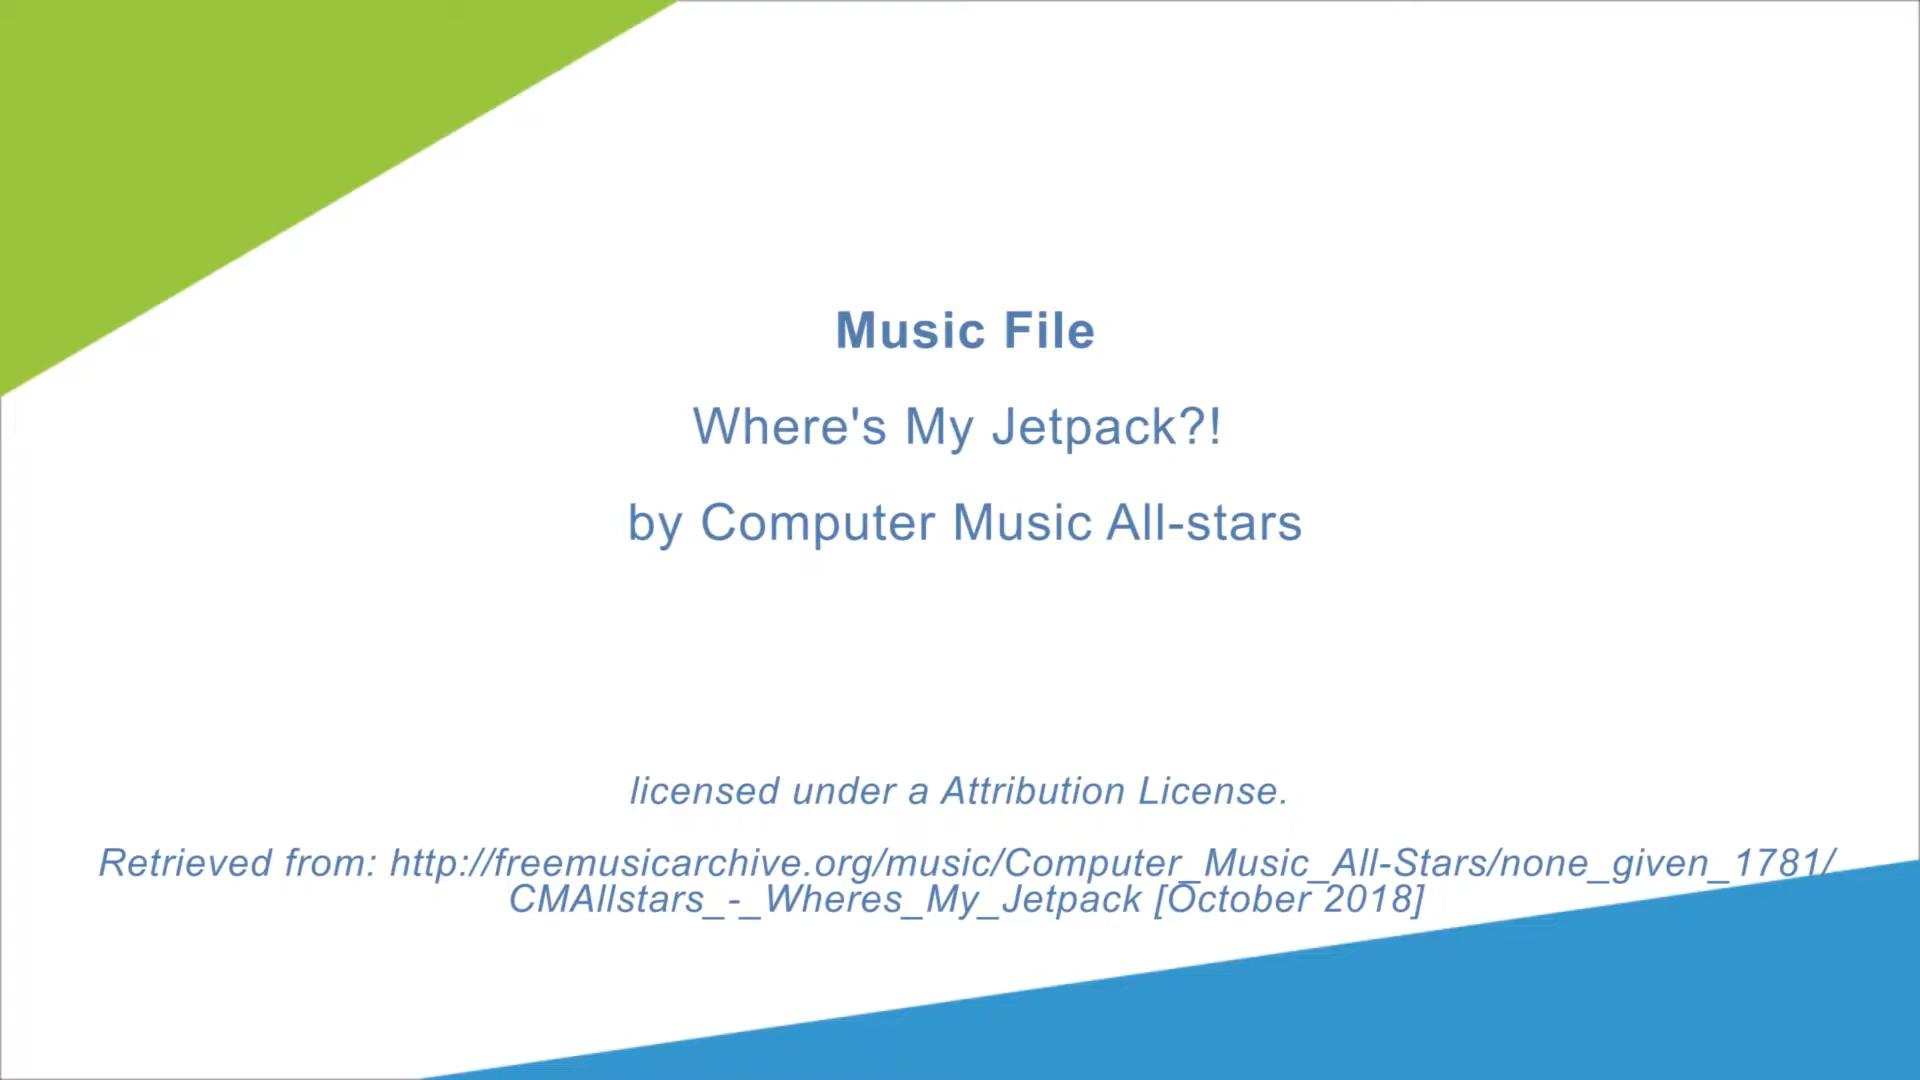 Music File
Where's My Jetpack?!
by Computer Music All-stars
licensed under a Attribution License.
Retrieved from: http://freemusicarchive.org/music/Computer_Music_All-Stars/none_given_1781/
CMAllstars_-_Wheres_My_Jetpack [October 2018]